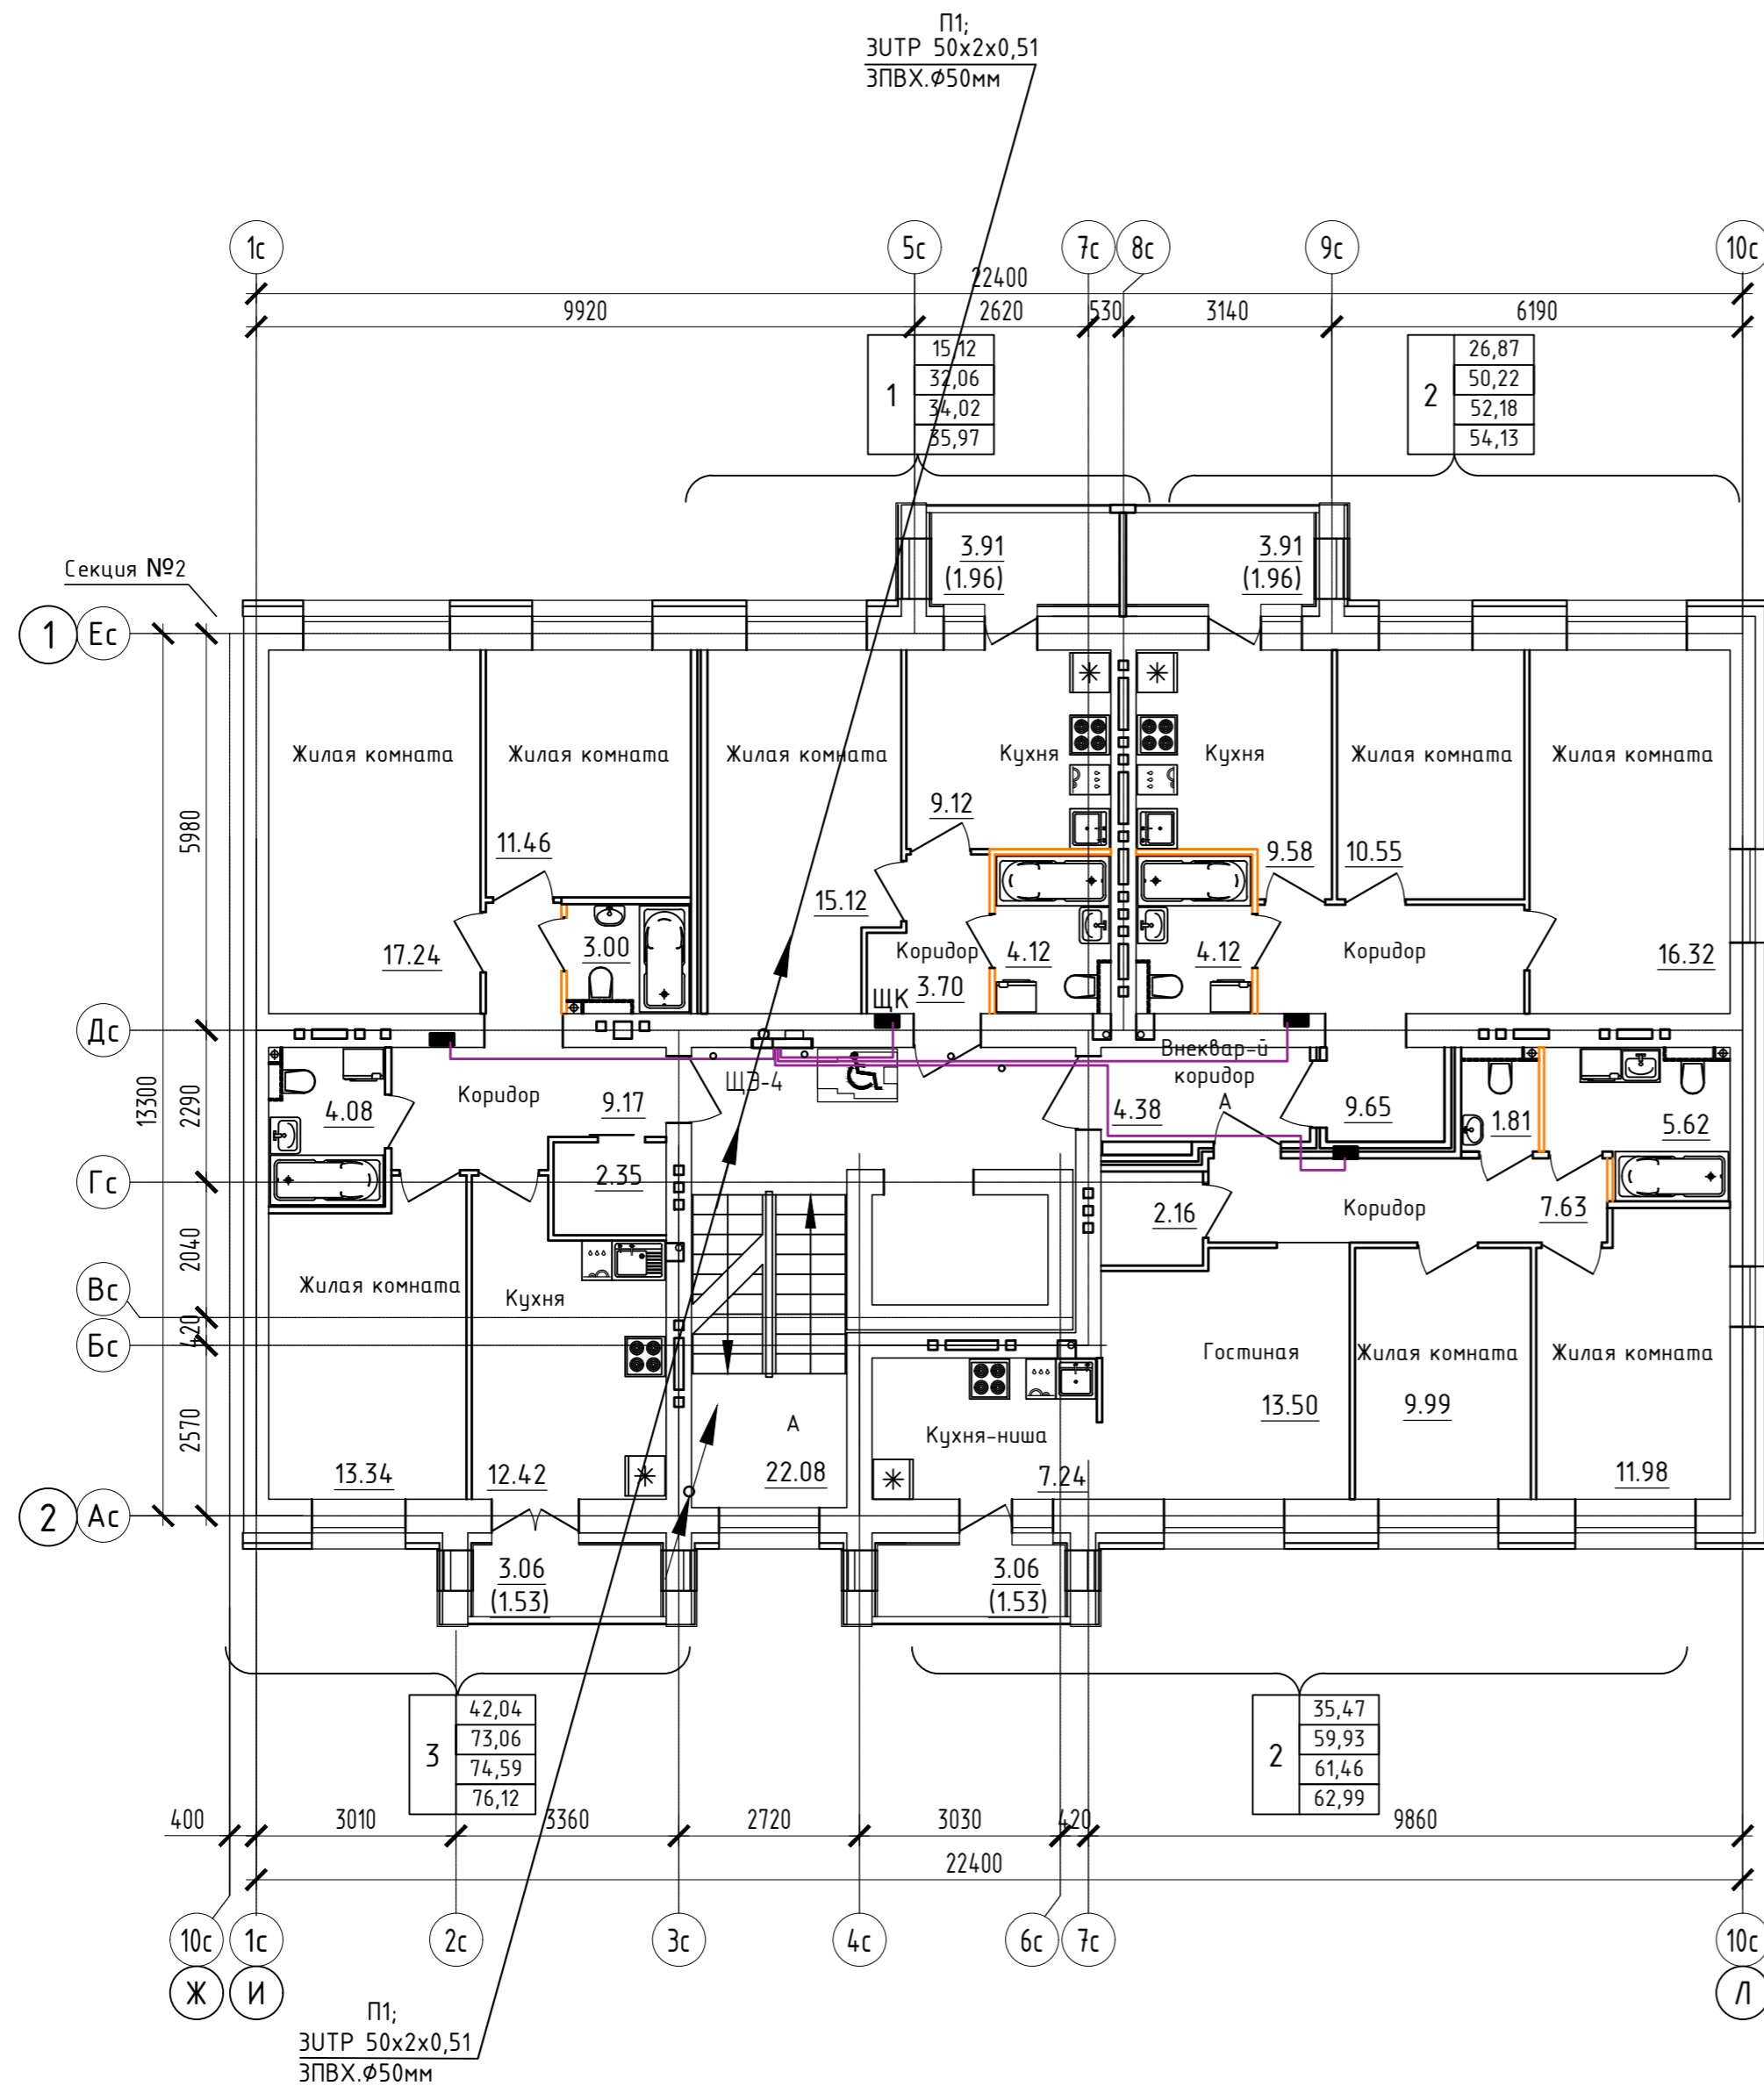 П1;
3UTP 50x2x0,51
3ПВХ.Ф50мм
1с
5с
7с
8с
9с
10с
22400
9920
2620
530
3140
6190
1
15,12
32,06
34,02
35,97
2
26,87
50,22
52,18
54,13
Секция №2
3.91
(1.96)
3.91
(1.96)
1
Ес
Жилая комната
Жилая комната
Жилая комната
Кухня
Кухня
Жилая комната
Жилая комната
5980
11.46
9.12
9.58
10.55
15.12
17.24
3.00
Коридор
4.12
4.12
Коридор
16.32
ЩК
3.70
Дс
Внеквар-й
коридор
ЩЭ-4
Коридор
4.08
9.17
4.38
А
9.65
1.81
5.62
13300
2290
2.35
Гс
2.16
Коридор
7.63
2040
Жилая комната
Кухня
Вс
420
Бс
Гостиная
Жилая комната
Жилая комната
13.50
9.99
2570
А
Кухня-ниша
13.34
12.42
22.08
7.24
11.98
2
Ас
3.06
(1.53)
3.06
(1.53)
3
42,04
73,06
74,59
76,12
2
35,47
59,93
61,46
62,99
400
3010
3360
2720
3030
420
9860
22400
10с
1с
2с
3с
4с
6с
7с
10с
Ж
И
Л
П1;
3UTP 50x2x0,51
3ПВХ.Ф50мм